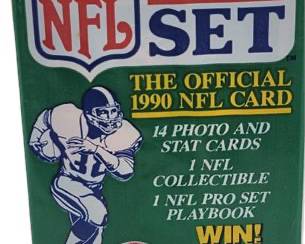 NFL SET
THE OFFICIAL
1990 NFL CARD
14 PHOTO AND
STAT CARDS
1 NFL
COLLECTIBLE
1 NFL PRO SET
PLAYBOOK
WIN!
30